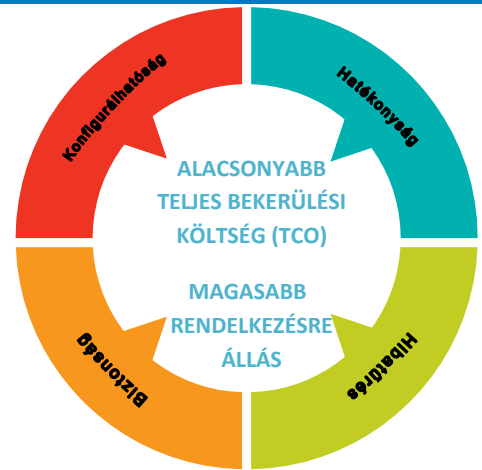 Konfigurálhatóság
Hatékonyság
ALACSONYABB
TELJES BEKERÜLÉSI
KÖLTSÉG (TCO)
MAGASABB
RENDELKEZÉSRE
ÁLLÁS
Biztonság
Hibatűrés